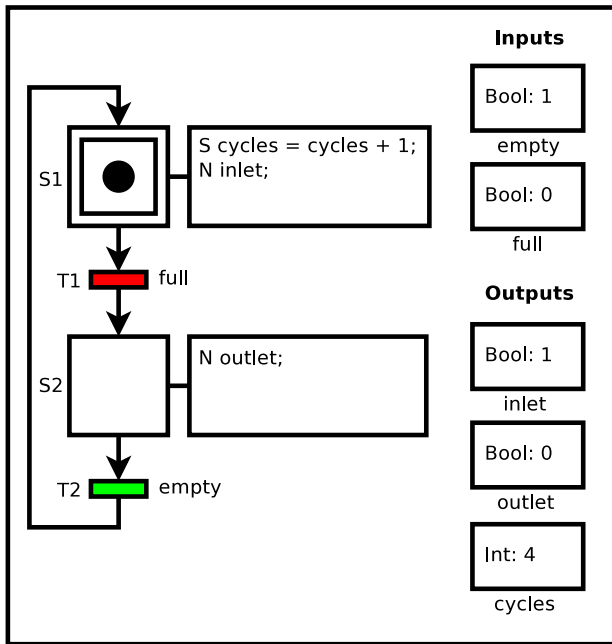 S1
S cycles = cycles + 1;
N inlet;
T1
full
S2
N outlet;
T2
empty
Inputs
Bool: 1
empty
Bool: 0
full
Outputs
Bool: 1
inlet
Bool: 0
outlet
Int: 4
cycles